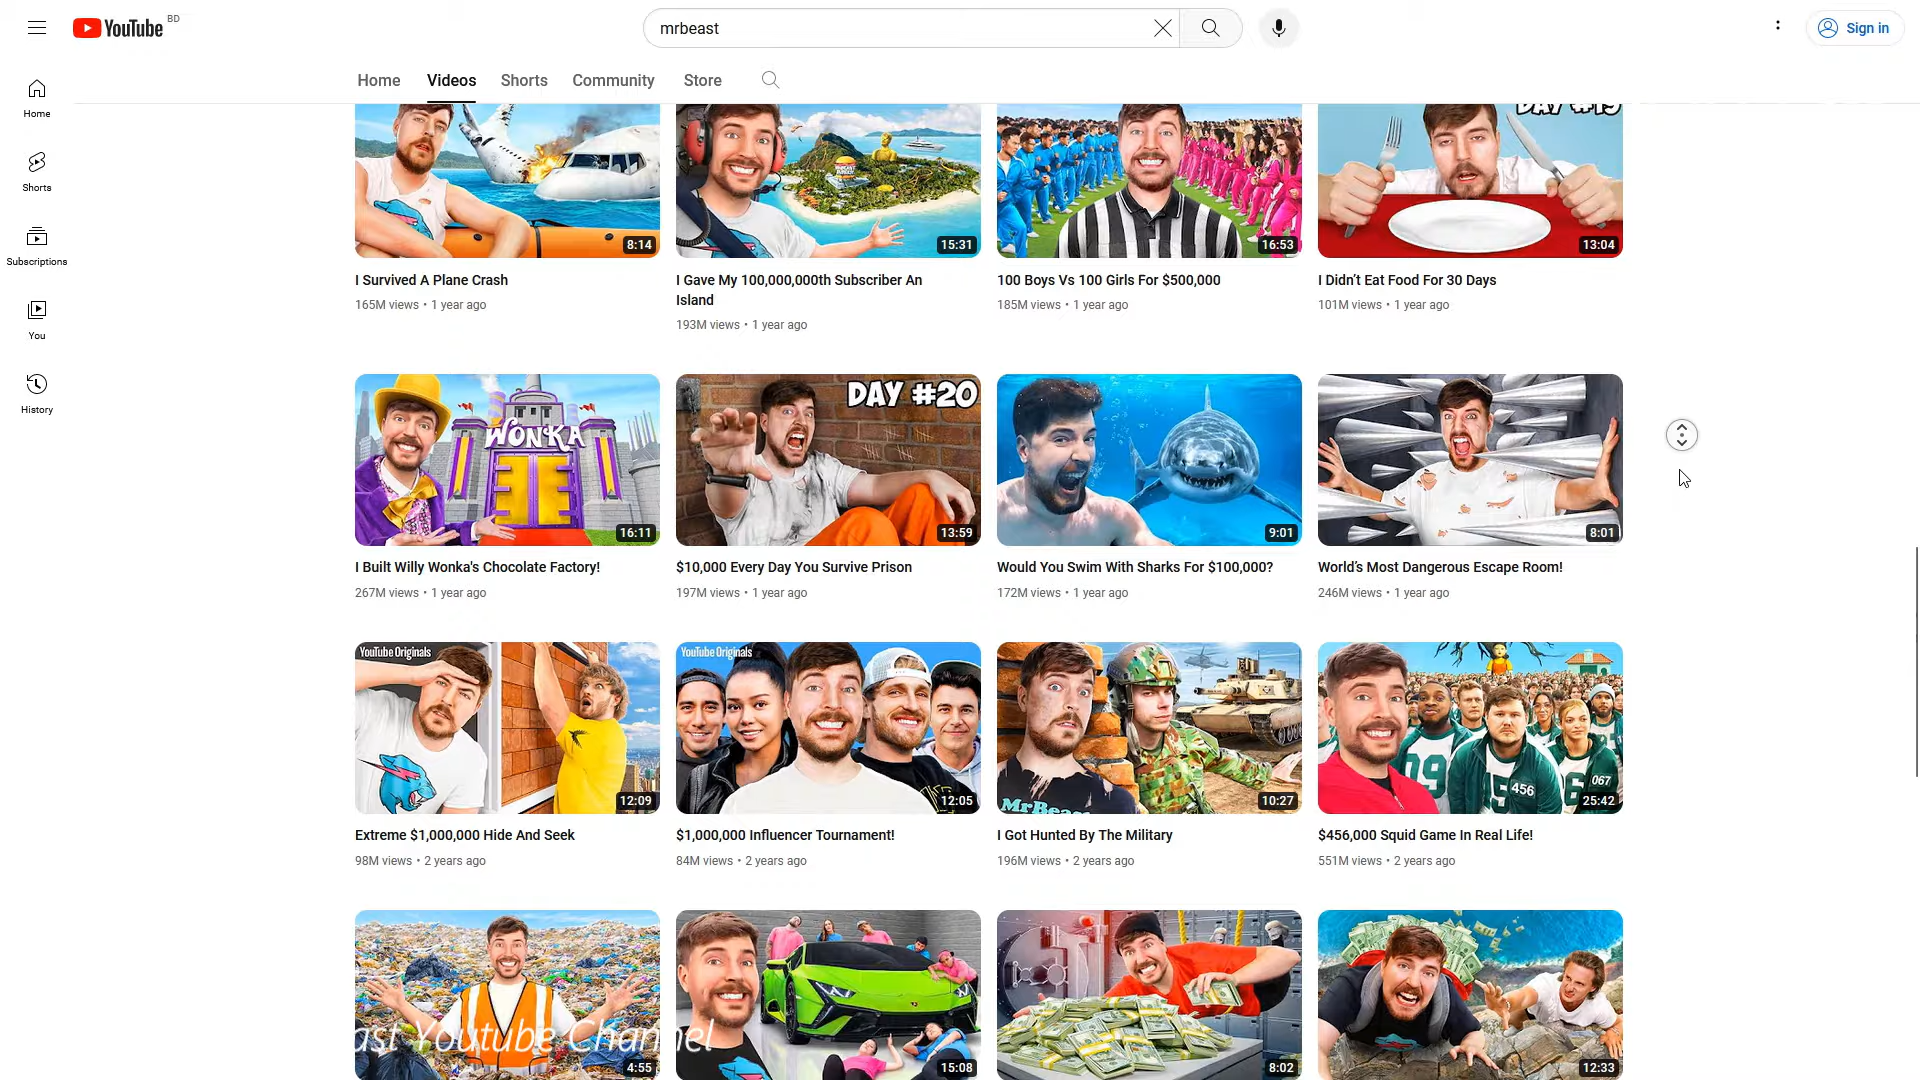 YouTube BD
mrbeast
Sign in
Home Videos Shorts Community Store
Home
Shorts
Subscriptions
You
History
DAY #15
8:14
15:31
16:53
13:04
I Survived A Plane Crash
165M views • 1 year ago
I Gave My 100,000,000th Subscriber An
Island
193M views • 1 year ago
100 Boys Vs 100 Girls For $500,000
185M views • 1 year ago
I Didn’t Eat Food For 30 Days
101M views • 1 year ago
WONKA
16:11
DAY #20
13:59
9:01
8:01
I Built Willy Wonka's Chocolate Factory!
267M views • 1 year ago
$10,000 Every Day You Survive Prison
197M views • 1 year ago
Would You Swim With Sharks For $100,000?
172M views • 1 year ago
World’s Most Dangerous Escape Room!
246M views • 1 year ago
YouTube Originals
12:09
YouTube Originals
12:05
MrBeas
10:27
456
067
25:42
Extreme $1,000,000 Hide And Seek
98M views • 2 years ago
$1,000,000 Influencer Tournament!
84M views • 2 years ago
I Got Hunted By The Military
196M views • 2 years ago
$456,000 Squid Game In Real Life!
551M views • 2 years ago
ast Youtube Channel
4:55
15:08
8:02
12:33